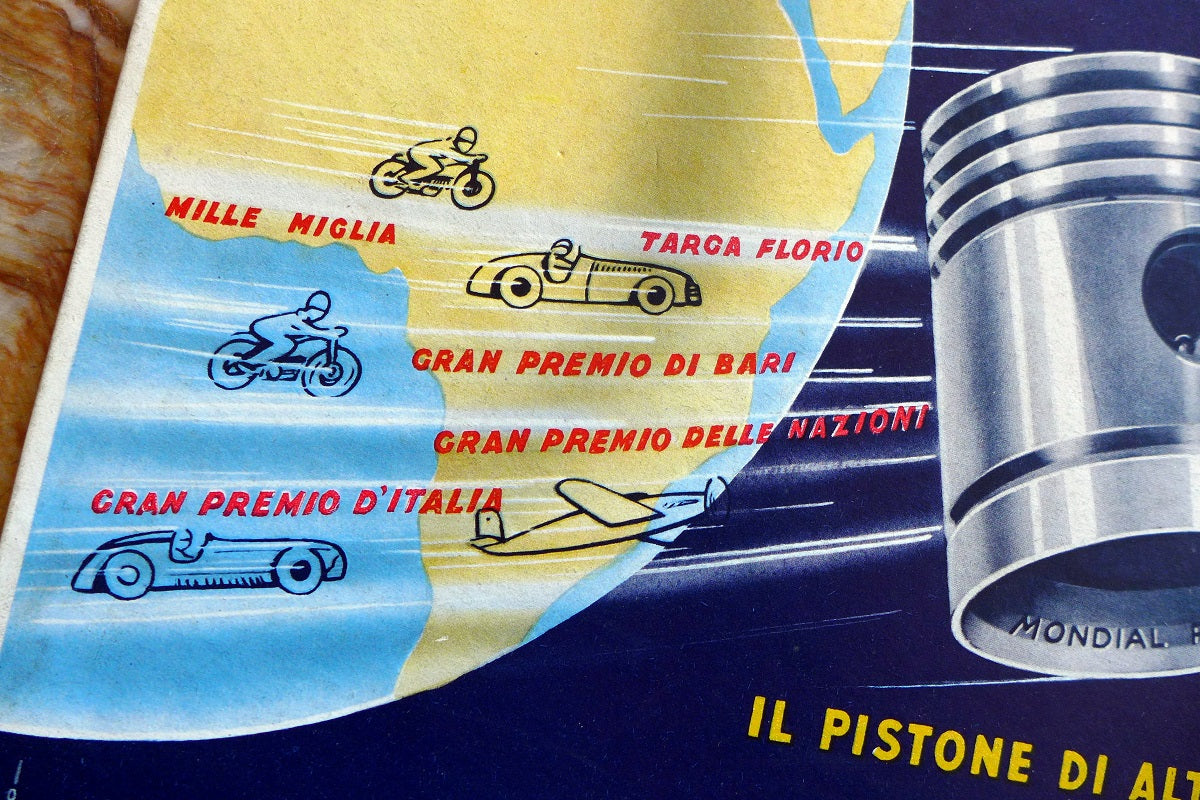 MILLE MIGLIA
TARGA FLORIO
GRAN PREMIO DI BARI
GRAN PREMIO DELLE NAZIONI
GRAN PREMIO D'ITALIA
MONDIAL
IL PISTONE DI